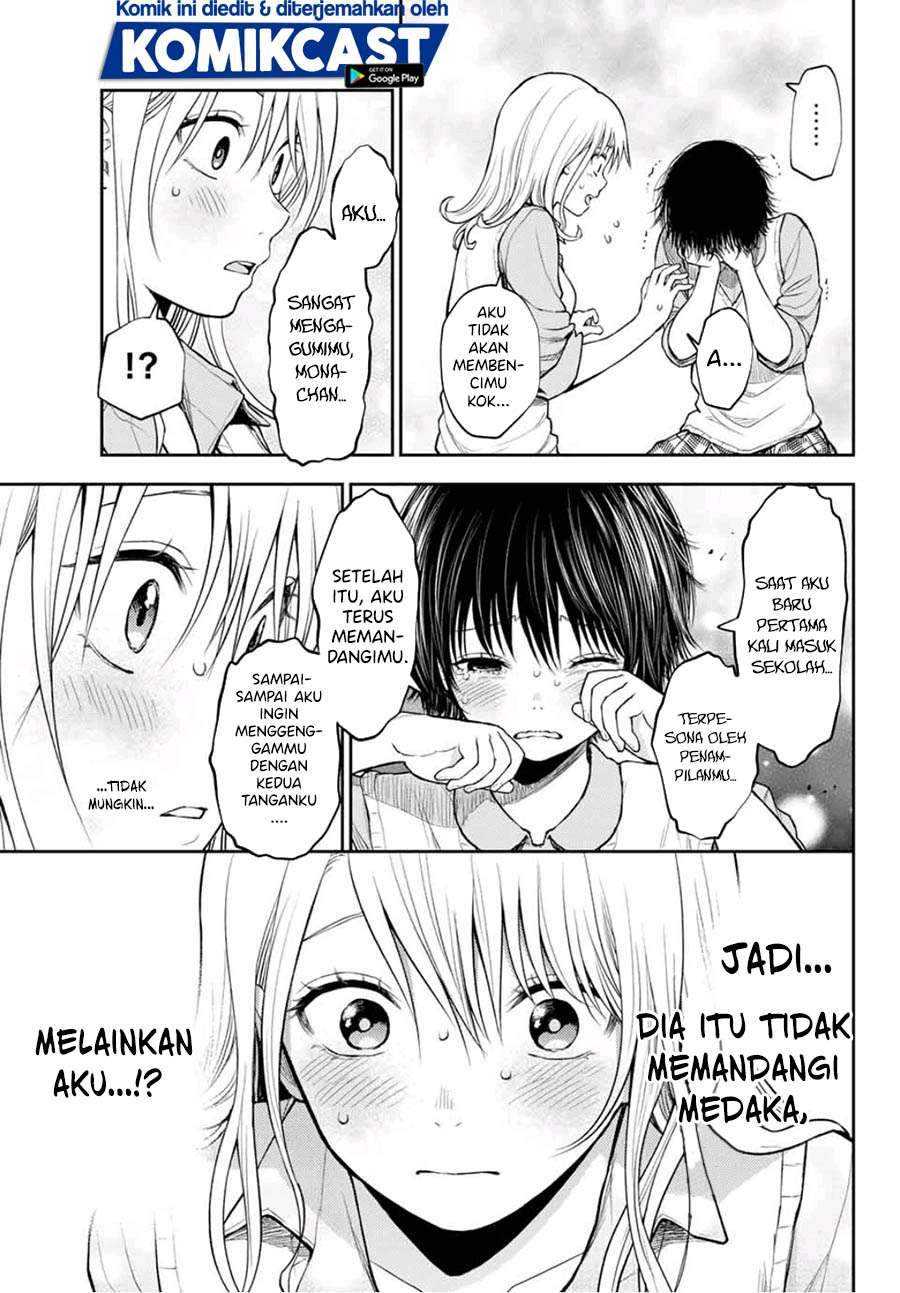 Komik ini diedit & diterjemahkan oleh
KOMIKCAST
GET IT ON
Google Play
.......
A...
AKU
TIDAK
AKAN
MEMBEN-
CIMU
KOK...
AKU...
SANGAT
MENGA-
GUMIMU,
MONA-
CHAN...
!?
SAAT AKU
BARU
PERTAMA
KALI MASUK
SEKOLAH...
TERPE-
SONA OLEH
PENAM-
PILANMU...
SETELAH
ITU, AKU
TERUS
MEMAN-
DANGIMU.
SAMPAI-
SAMPAI AKU
INGIN
MENGGENG-
GAMMU
DENGAN
KEDUA
TANGANKU
....
...TIDAK
MUNGKIN...
JADI...
DIA ITU TIDAK
MEMANDANGI
MEDAKA,
MELAINKAN
AKU...!?